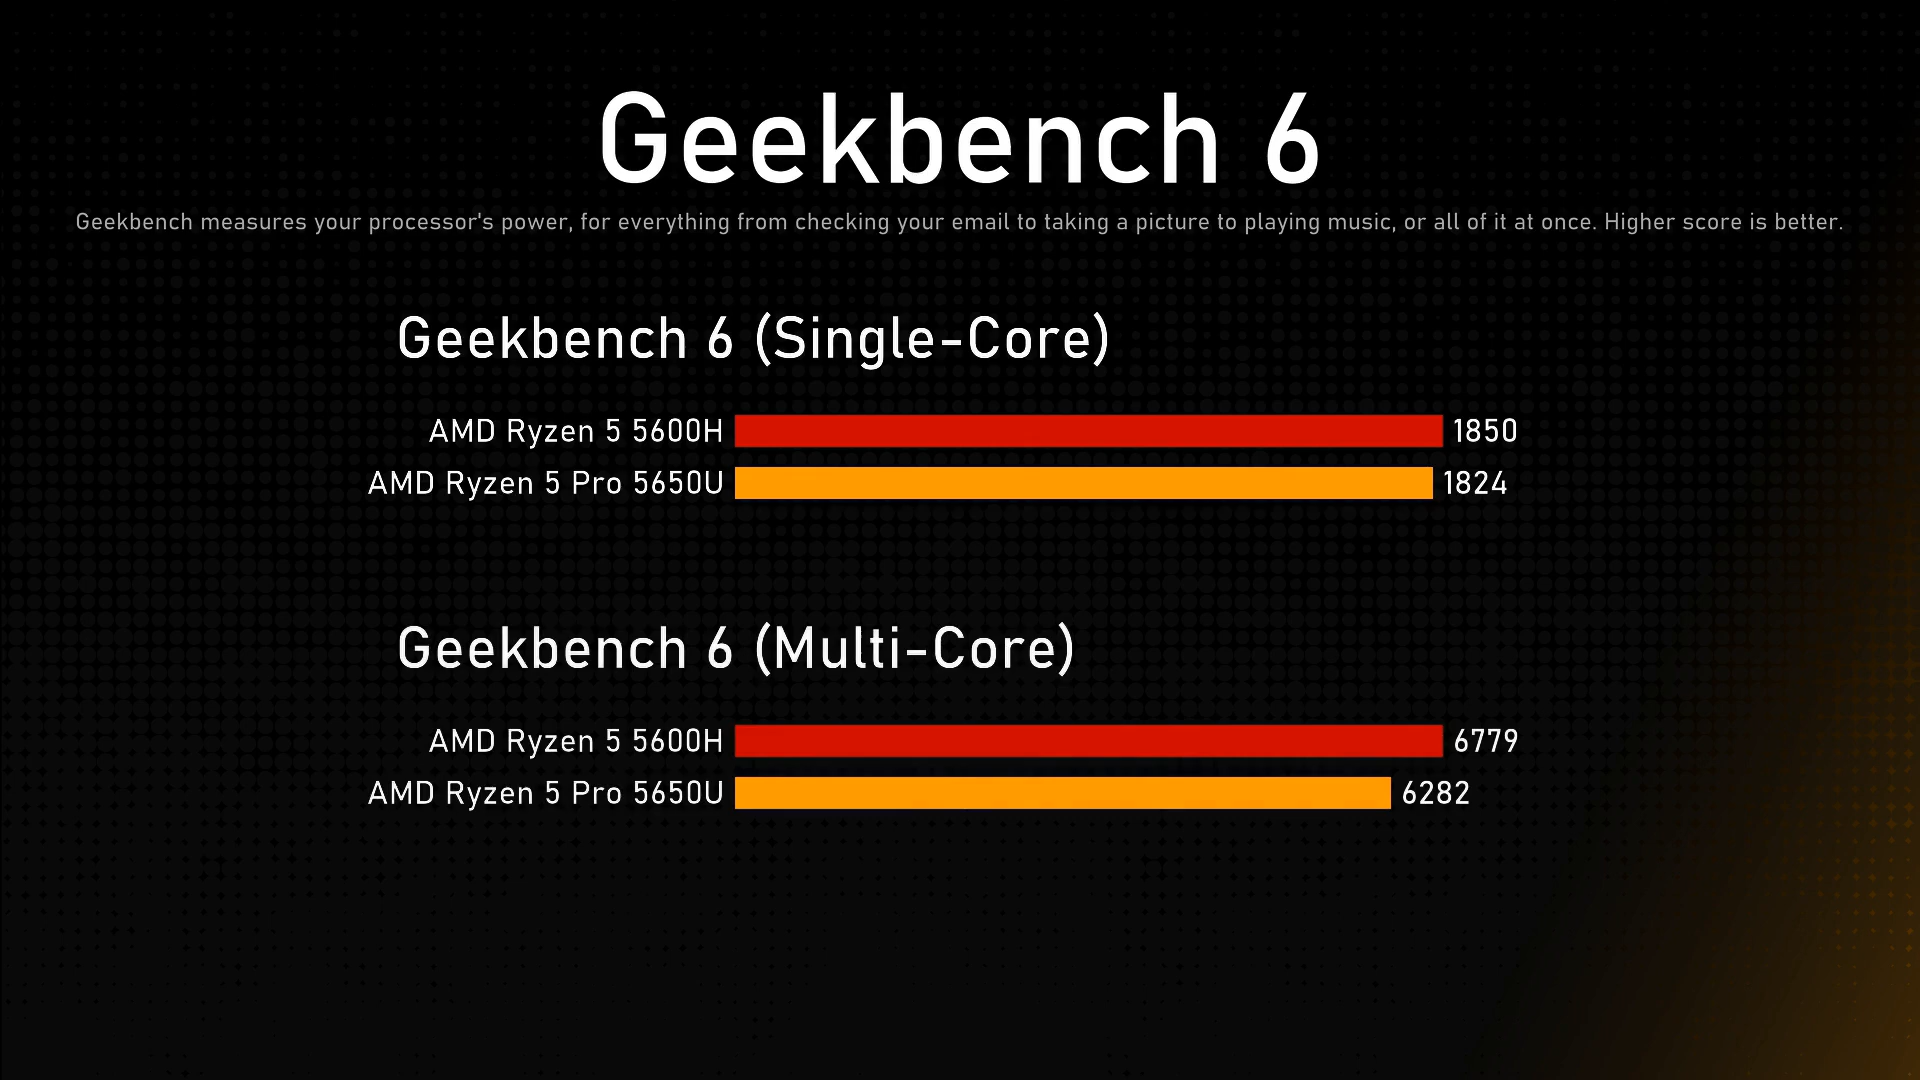 Geekbench 6
Geekbench measures your processor's power, for everything from checking your email to taking a picture to playing music, or all of it at once. Higher score is better.
Geekbench 6 (Single-Core)
AMD Ryzen 5 5600H 1850
AMD Ryzen 5 Pro 5650U 1824
Geekbench 6 (Multi-Core)
AMD Ryzen 5 5600H 6779
AMD Ryzen 5 Pro 5650U 6282